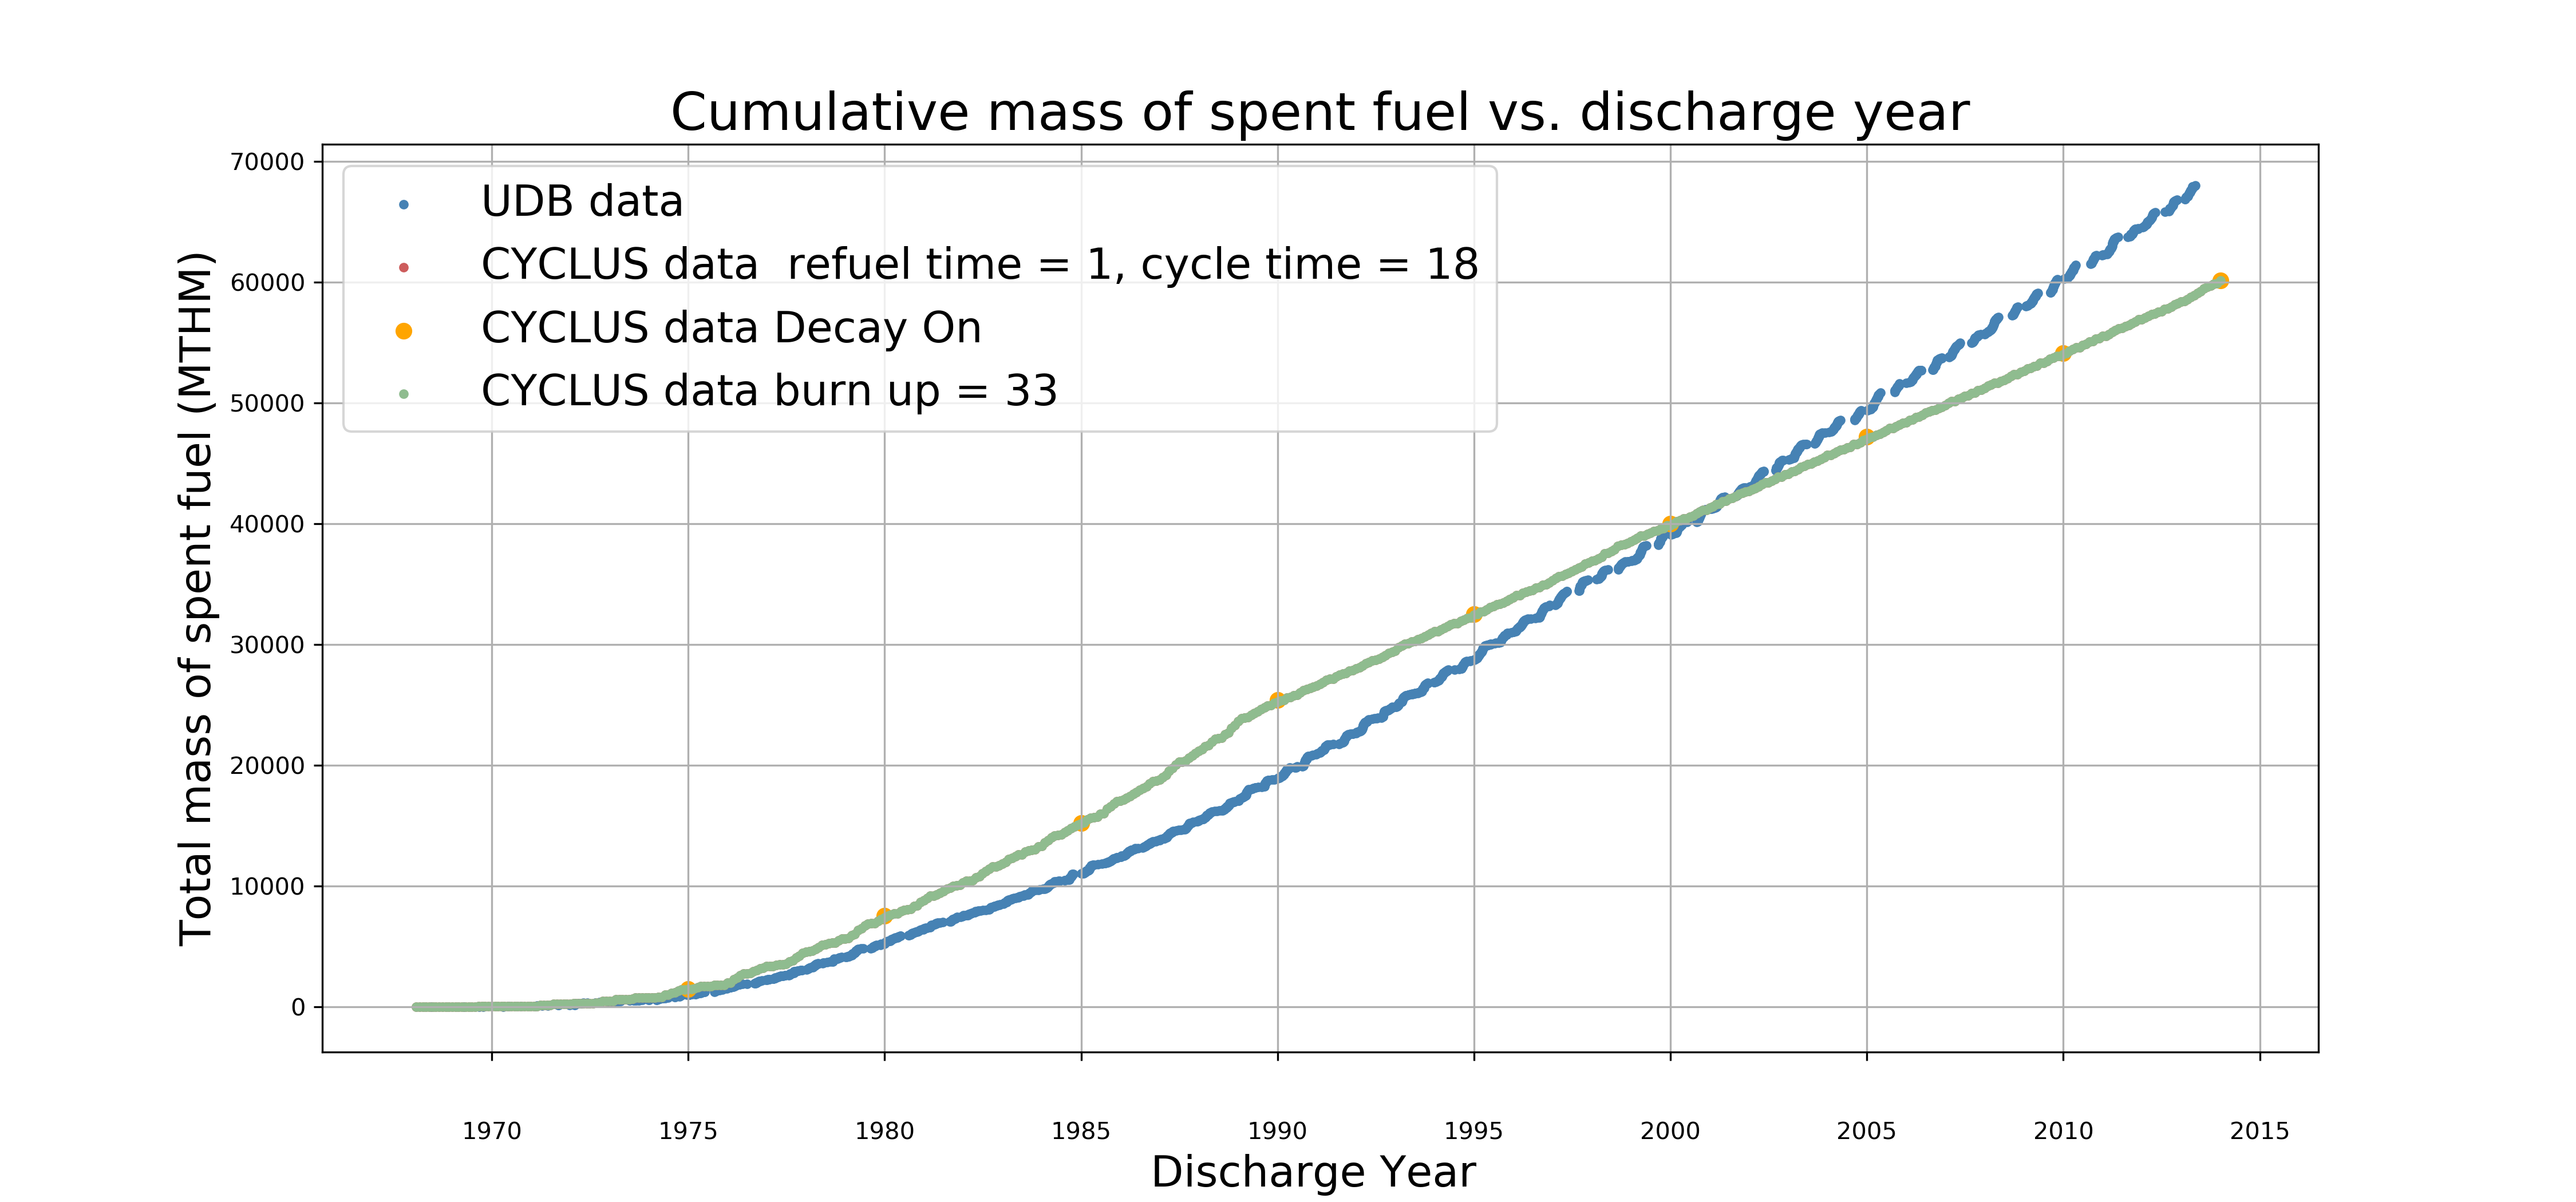 Cumulative mass of spent fuel vs. discharge year
70000
60000
50000
40000
30000
20000
10000
0
Total mass of spent fuel (MTHM)
UDB data
CYCLUS data  refuel time = 1, cycle time = 18
CYCLUS data Decay On
CYCLUS data burn up = 33
1970 1975 1980 1985 1990 1995 2000 2005 2010 2015
Discharge Year